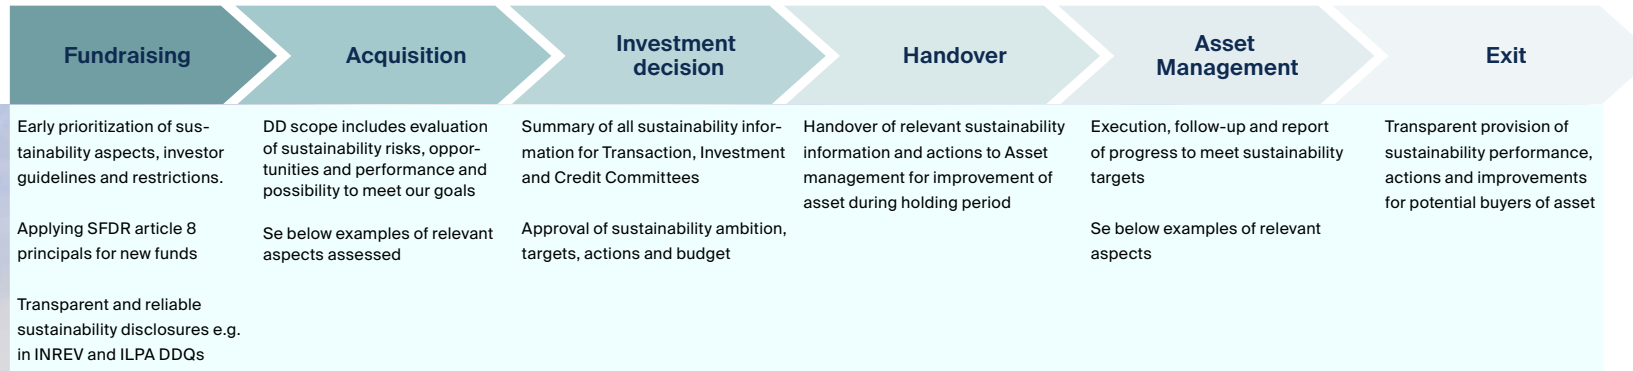 Fundraising
Early prioritization of sus-
tainability aspects, investor
guidelines and restrictions.
Applying SFDR article 8
principals for new funds
Transparent and reliable
sustainability disclosures e.g.
in INREV and ILPA DDQs
Acquisition
DD scope includes evaluation
of sustainability risks, oppor-
tunities and performance and
possibility to meet our goals
Se below examples of relevant
aspects assessed
Investment
decision
Summary of all sustainability infor-
mation for Transaction, Investment
and Credit Committees
Approval of sustainability ambition,
targets, actions and budget
Handover
Handover of relevant sustainability
information and actions to Asset
management for improvement of
asset during holding period
Asset
Management
Execution, follow-up and report
of progress to meet sustainability
targets
Se below examples of relevant
aspects
Exit
Transparent provision of
sustainability performance,
actions and improvements
for potential buyers of asset